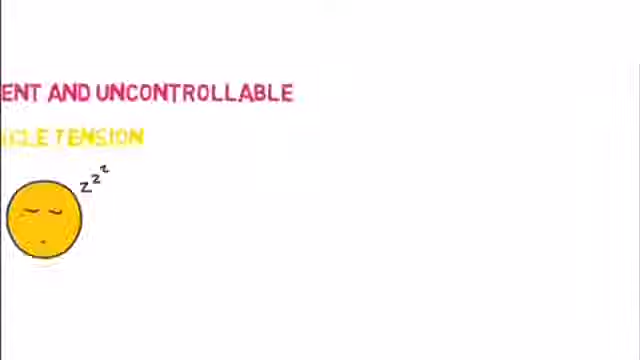 ENT AND UNCONTROLLABLE
CLE TENSION
z z z